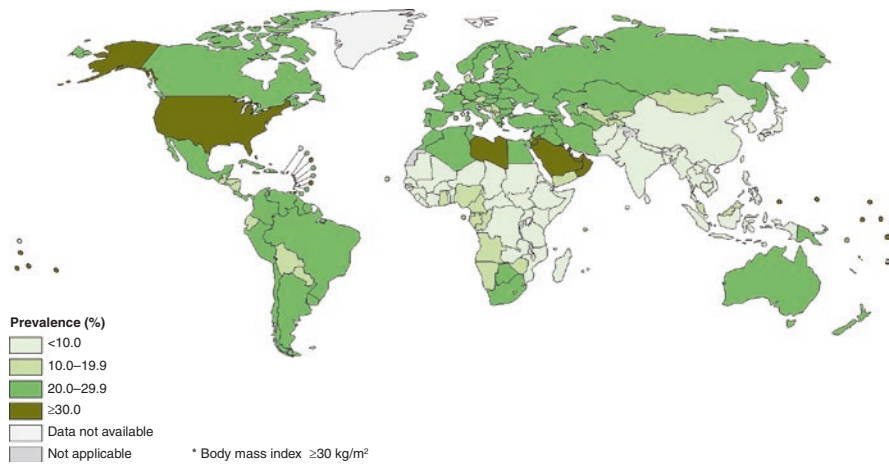 Prevalence (%)
<10.0
10.0–19.9
20.0–29.9
≥30.0
Data not available
Not applicable
* Body mass index ≥30 kg/m²